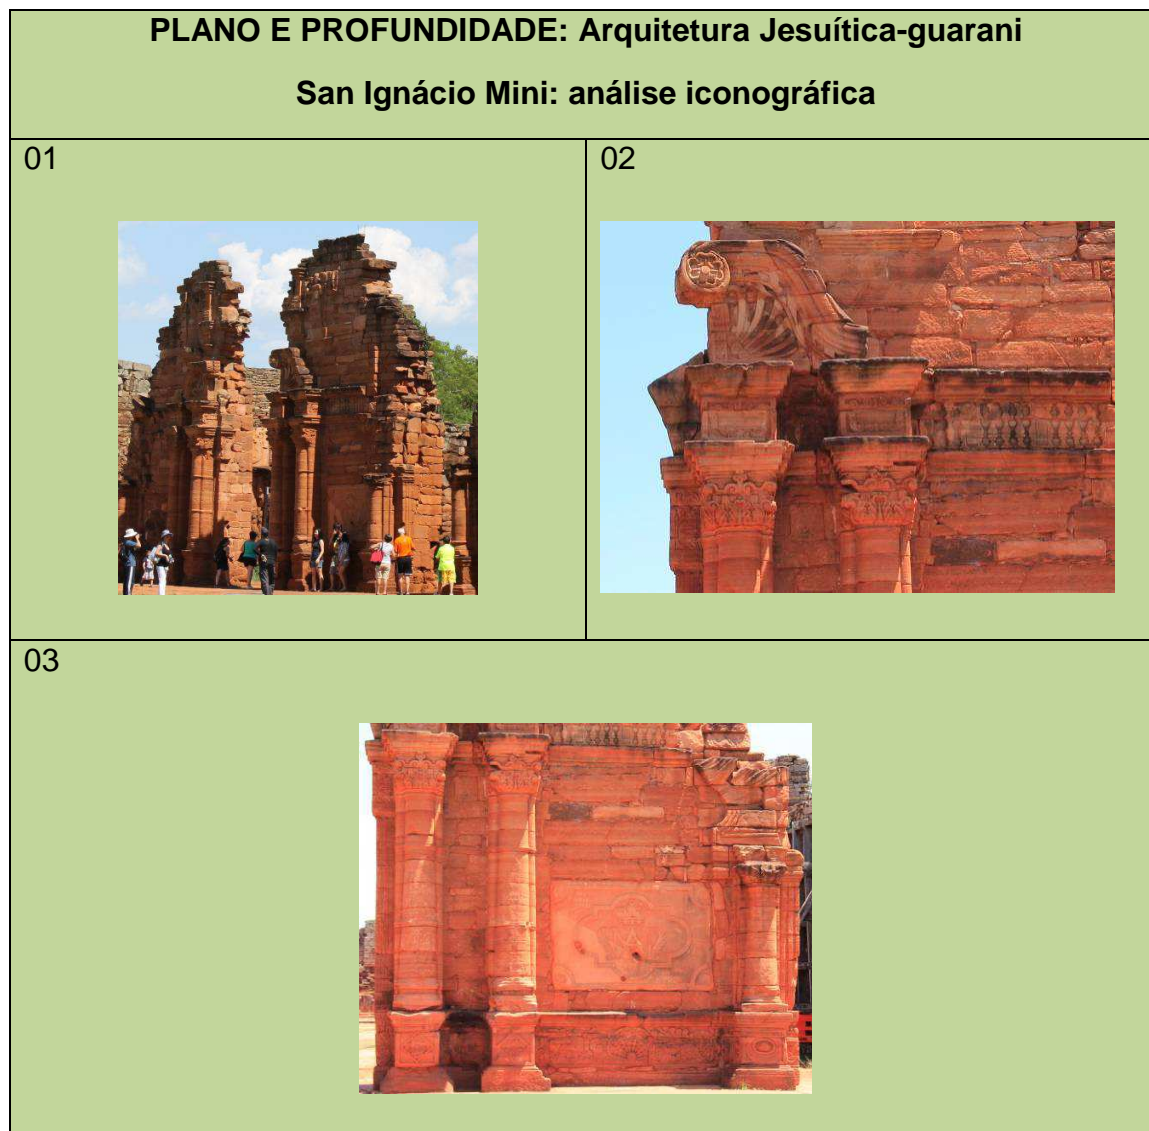 PLANO E PROFUNDIDADE: Arquitetura Jesuítica-guarani
San Ignácio Mini: análise iconográfica
01
02
03